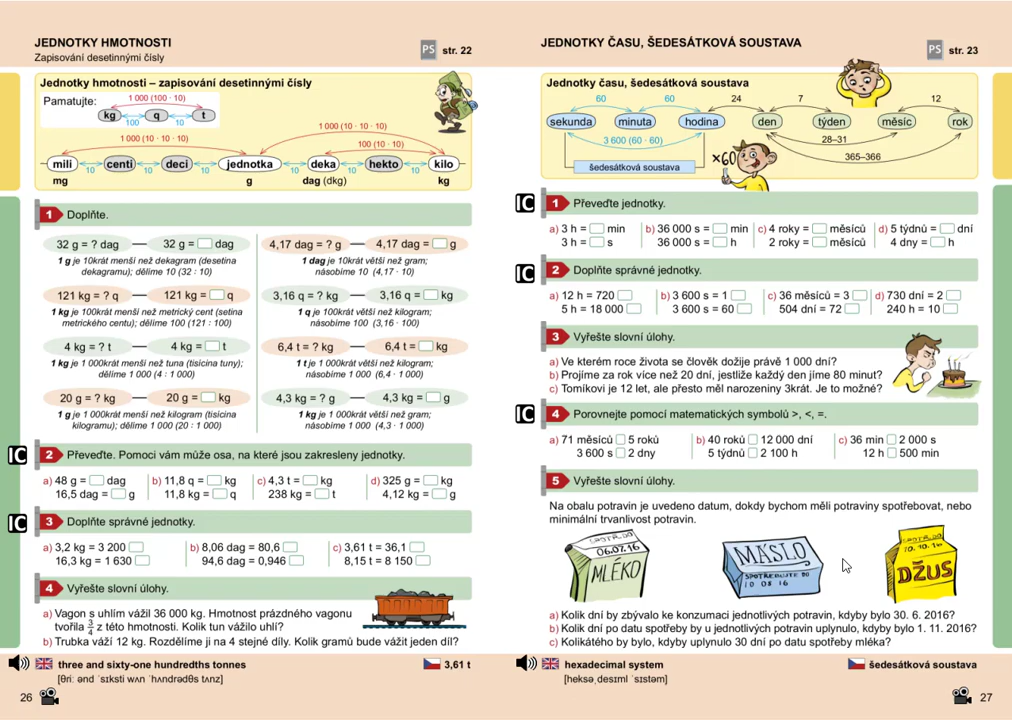 JEDNOTKY HMOTNOSTI
Zapisování desetinnými čísly
PS str. 22
Jednotky hmotnosti – zapisování desetinnými čísly
Pamatujte:
1 000 (100 · 10)
kg q t
100 10
1 000 (10 · 10 · 10)
1 000 (10 · 10 · 10)
100 (10 · 10)
mili centi deci jednotka deka hekto kilo
10 10 10 10 10 10
mg g dag (dkg) kg
1 Doplňte.
32 g = ? dag — 32 g = □ dag
1 g je 10krát menší než dekagram (desetina
dekagramu); dělíme 10 (32 : 10)
121 kg = ? q — 121 kg = □ q
1 kg je 100krát menší než metrický cent (setina
metrického centu); dělíme 100 (121 : 100)
4 kg = ? t — 4 kg = □ t
1 kg je 1 000krát menší než tuna (tisícina tuny);
dělíme 1 000 (4 : 1 000)
20 g = ? kg — 20 g = □ kg
1 g je 1 000krát menší než kilogram (tisícina
kilogramu); dělíme 1 000 (20 : 1 000)
4,17 dag = ? g — 4,17 dag = □ g
1 dag je 10krát větší než gram;
násobíme 10 (4,17 · 10)
3,16 q = ? kg — 3,16 q = □ kg
1 q je 100krát větší než kilogram;
násobíme 100 (3,16 · 100)
6,4 t = ? kg — 6,4 t = □ kg
1 t je 1 000krát větší než kilogram;
násobíme 1 000 (6,4 · 1 000)
4,3 kg = ? g — 4,3 kg = □ g
1 kg je 1 000krát větší než gram;
násobíme 1 000 (4,3 · 1 000)
IC 2 Převeďte. Pomoci vám může osa, na které jsou zakresleny jednotky.
a) 48 g = □ dag b) 11,8 q = □ kg c) 4,3 t = □ kg d) 325 g = □ kg
16,5 dag = □ g 11,8 kg = □ q 238 kg = □ t 4,12 kg = □ g
IC 3 Doplňte správné jednotky.
a) 3,2 kg = 3 200 □ b) 8,06 dag = 80,6 □ c) 3,61 t = 36,1 □
16,3 kg = 1 630 □ 94,6 dag = 0,946 □ 8,15 t = 8 150 □
4 Vyřešte slovní úlohy.
a) Vagon s uhlím vážil 36 000 kg. Hmotnost prázdného vagonu
tvořila 3/4 z této hmotnosti. Kolik tun vážilo uhlí?
b) Trubka váží 12 kg. Rozdělíme ji na 4 stejné díly. Kolik gramů bude vážit jeden díl?
three and sixty-one hundredths tonnes 3,61 t
[θriː ənd ˈsɪksti wʌn ˈhʌndrədθs tʌnz]
26
JEDNOTKY ČASU, ŠEDESÁTKOVÁ SOUSTAVA
PS str. 23
Jednotky času, šedesátková soustava
60 60 24 7 12
sekunda minuta hodina den týden měsíc rok
3 600 (60 · 60) 28–31
365–366
šedesátková soustava
×60
IC 1 Převeďte jednotky.
a) 3 h = □ min b) 36 000 s = □ min c) 4 roky = □ měsíců d) 5 týdnů = □ dní
3 h = □ s 36 000 s = □ h 2 roky = □ měsíců 4 dny = □ h
IC 2 Doplňte správné jednotky.
a) 12 h = 720 □ b) 3 600 s = 1 □ c) 36 měsíců = 3 □ d) 730 dní = 2 □
5 h = 18 000 □ 3 600 s = 60 □ 504 dní = 72 □ 240 h = 10 □
3 Vyřešte slovní úlohy.
a) Ve kterém roce života se člověk dožije právě 1 000 dní?
b) Projíme za rok více než 20 dní, jestliže každý den jíme 80 minut?
c) Tomíkovi je 12 let, ale přesto měl narozeniny 3krát. Je to možné?
IC 4 Porovnejte pomocí matematických symbolů >, <, =.
a) 71 měsíců □ 5 roků b) 40 roků □ 12 000 dní c) 36 min □ 2 000 s
3 600 s □ 2 dny 5 týdnů □ 2 100 h 12 h □ 500 min
5 Vyřešte slovní úlohy.
Na obalu potravin je uvedeno datum, dokdy bychom měli potraviny spotřebovat, nebo
minimální trvanlivost potravin.
SPOTŘ. DO
06.07.16
MLÉKO
MÁSLO
SPOTŘEBUJTE DO
10 08 16
SPOTŘ. DO
10. 10. 16
DŽUS
a) Kolik dní by zbývalo ke konzumaci jednotlivých potravin, kdyby bylo 30. 6. 2016?
b) Kolik dní po datu spotřeby by u jednotlivých potravin uplynulo, kdyby bylo 1. 11. 2016?
c) Kolikátého by bylo, kdyby uplynulo 30 dní po datu spotřeby mléka?
hexadecimal system šedesátková soustava
[heksəˌdesɪml ˈsɪstəm]
27